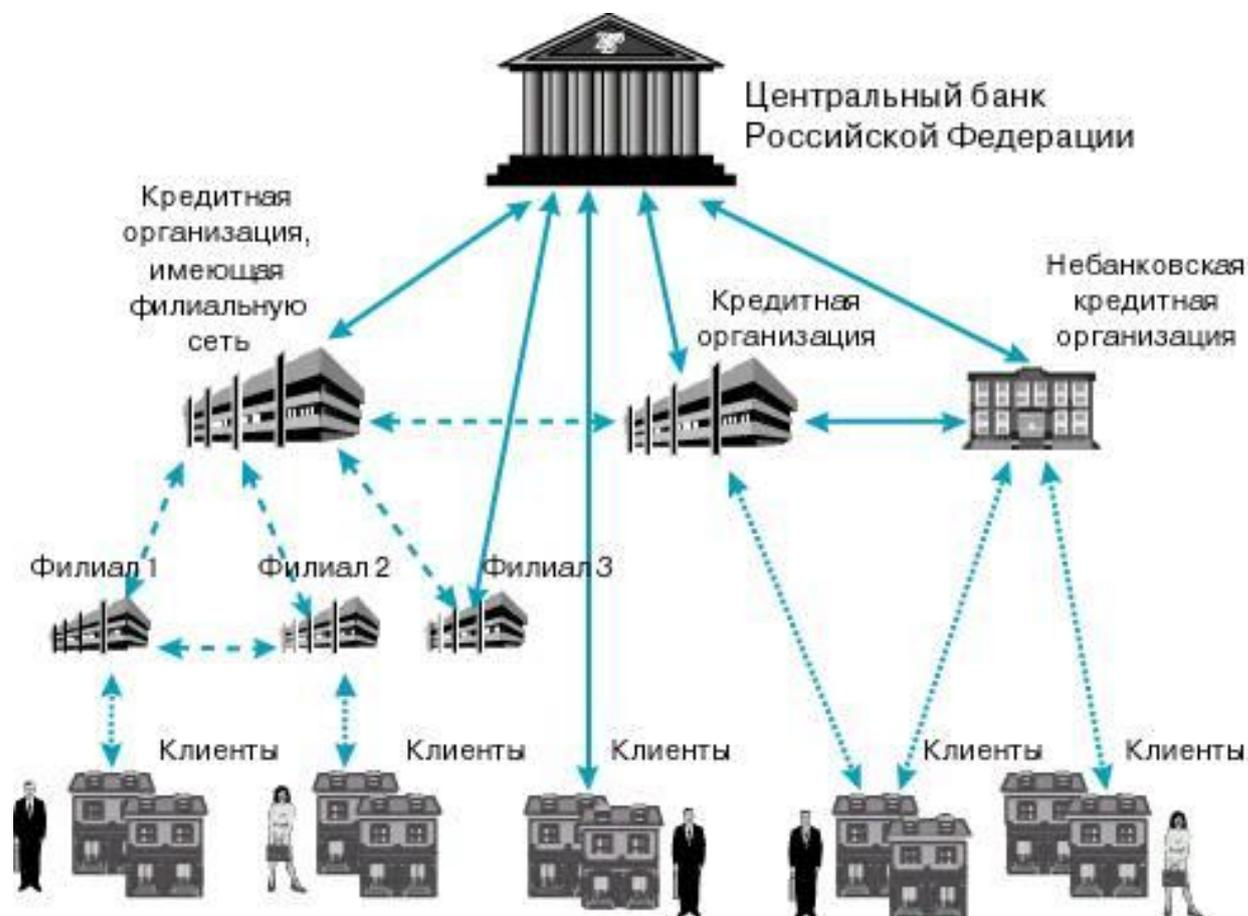 Центральный банк
Российской Федерации
Кредитная
организация,
имеющая
филиальную
сеть
Кредитная
организация
Небанковская
кредитная
организация
Филиал 1
Филиал 2
Филиал 3
Клиенты
Клиенты
Клиенты
Клиенты
Клиенты